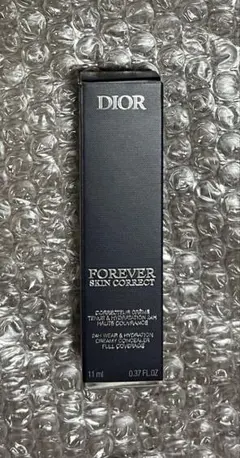 DIOR
FOREVER
SKIN CORRECT
CORRECTEUR CRÈME
TENUE & HYDRATATION 24H
HAUTE COUVRANCE
24H WEAR & HYDRATION
CREAMY CONCEALER
FULL COVERAGE
11 ml 0.37 FL.OZ